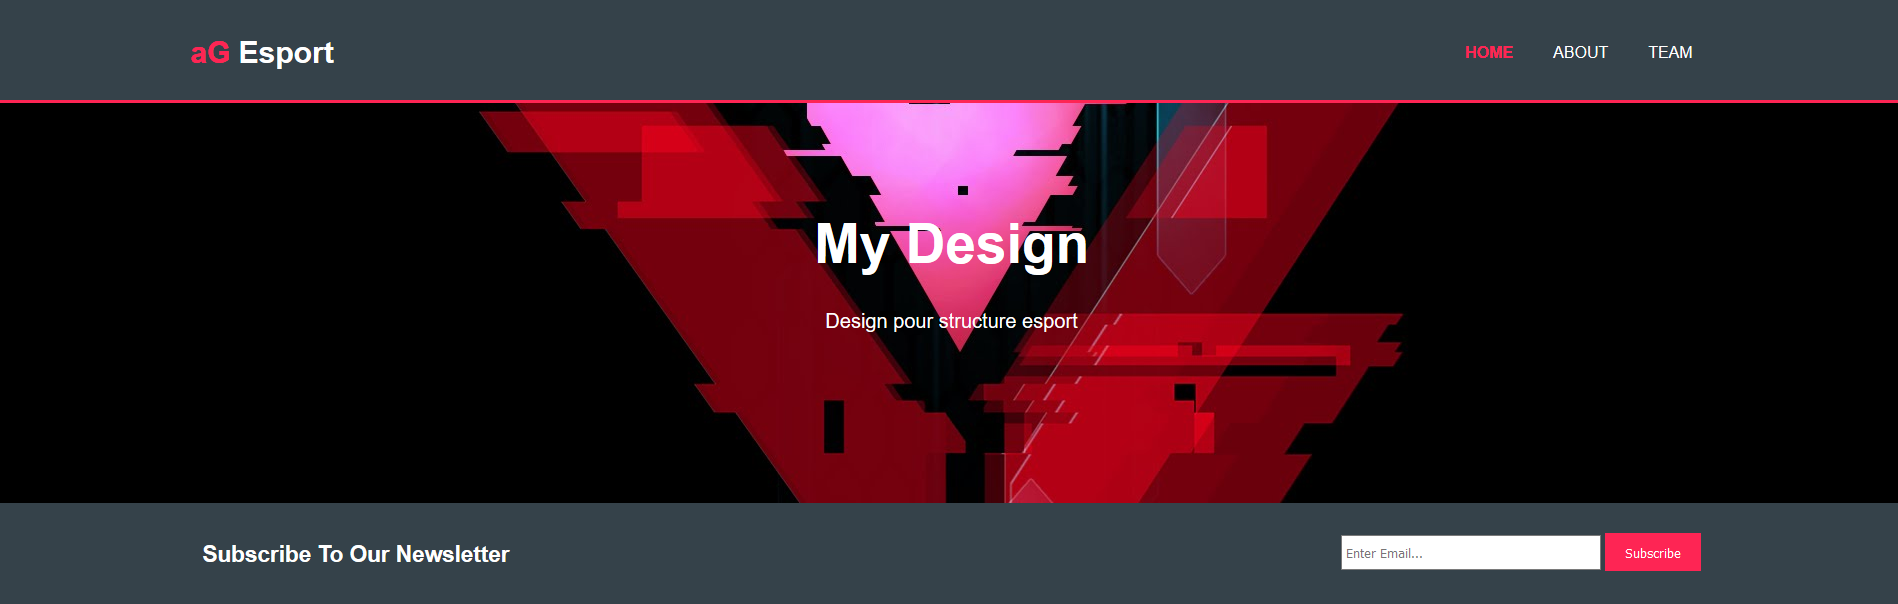 aG Esport
HOME ABOUT TEAM
My Design
Design pour structure esport
Subscribe To Our Newsletter
Enter Email...
Subscribe